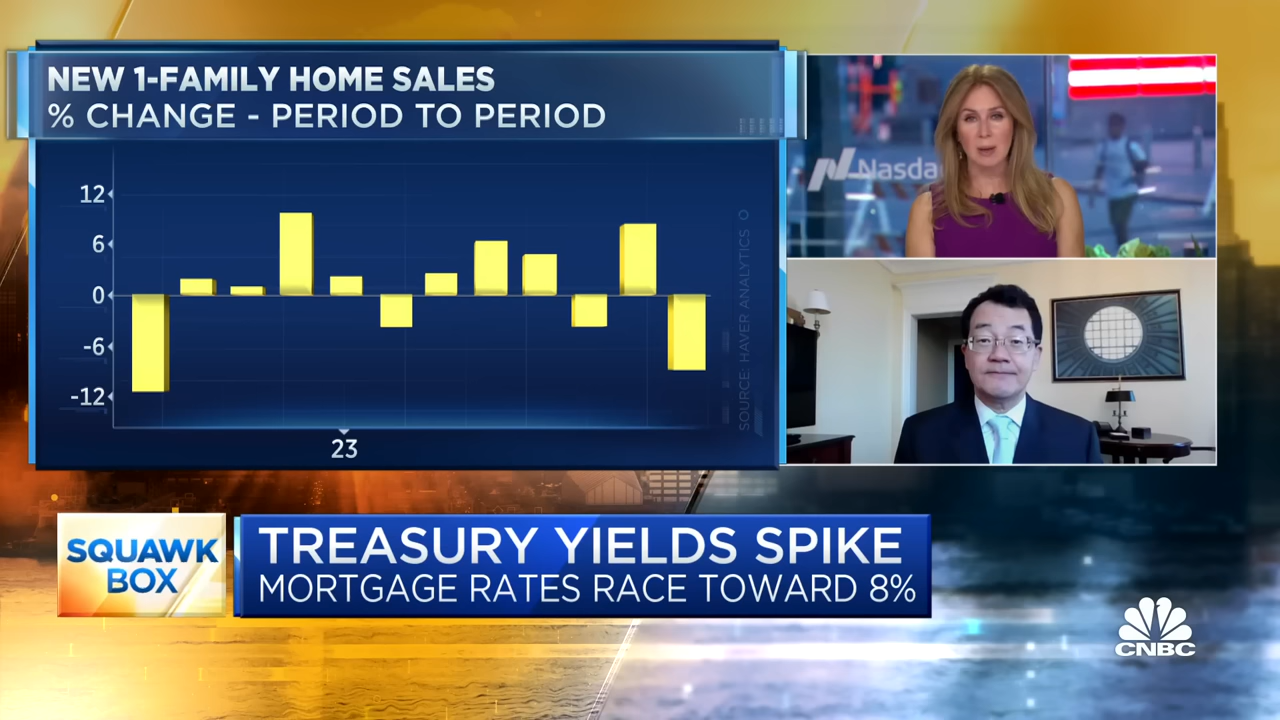 NEW 1-FAMILY HOME SALES
% CHANGE - PERIOD TO PERIOD
12
6
0
-6
-12
23
SOURCE: HAVER ANALYTICS
Nasda
SQUAWK
BOX
TREASURY YIELDS SPIKE
MORTGAGE RATES RACE TOWARD 8%
CNBC